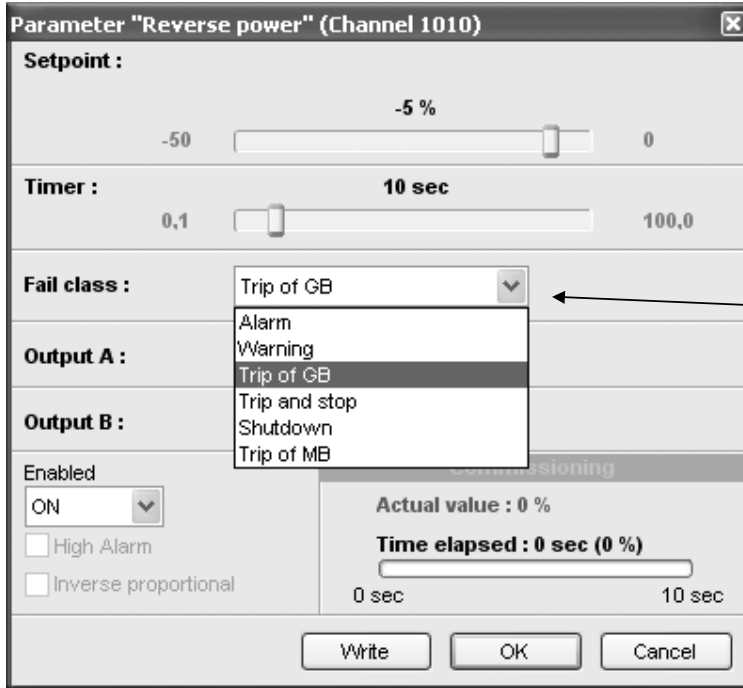 Parameter "Reverse power" (Channel 1010)
Setpoint :
-5 %
-50 0
Timer : 10 sec
0,1 100,0
Fail class : Trip of GB
Alarm
Warning
Output A :
Trip of GB
Trip and stop
Output B : Shutdown
Trip of MB
Enabled Commissioning
ON Actual value : 0 %
High Alarm Time elapsed : 0 sec (0 %)
Inverse proportional
0 sec 10 sec
Write OK Cancel